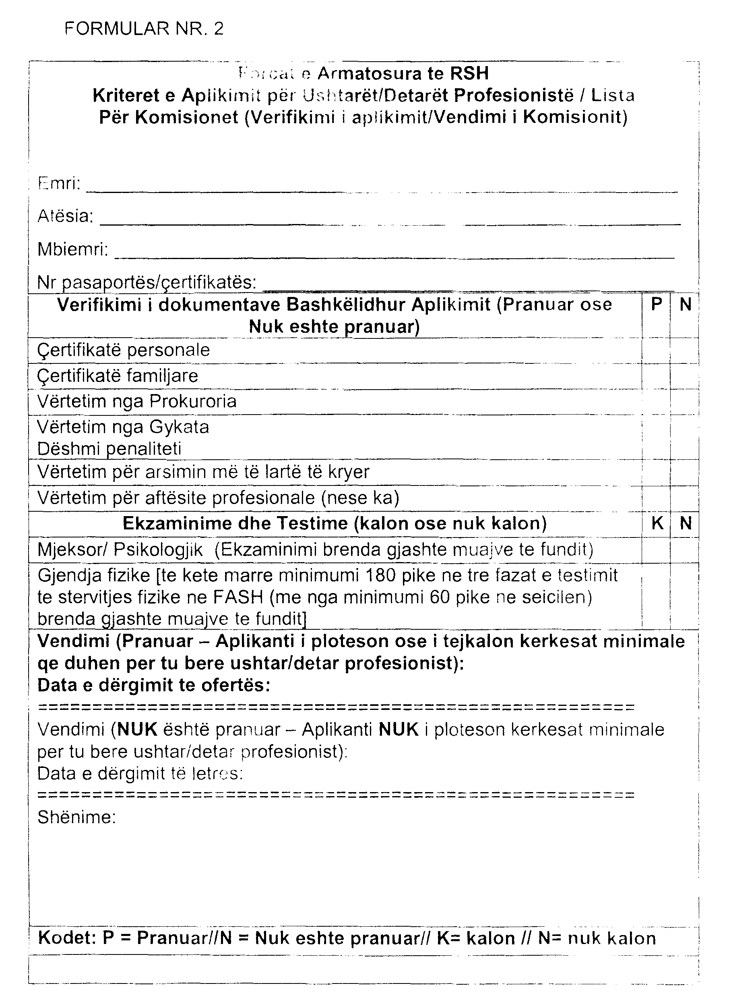 FORMULAR NR. 2
Forcat e Armatosura te RSH
Kriteret e Aplikimit për Ushtarët/Detarët Profesionistë / Lista
Për Komisionet (Verifikimi i aplikimit/Vendimi i Komisionit)
Emri:
Atësia:
Mbiemri:
Nr pasaportës/çertifikatës:
Verifikimi i dokumentave Bashkëlidhur Aplikimit (Pranuar ose P N
Nuk eshte pranuar)
Çertifikatë personale
Çertifikatë familjare
Vërtetim nga Prokuroria
Vërtetim nga Gykata
Dëshmi penaliteti
Vërtetim për arsimin më të lartë të kryer
Vërtetim për aftësite profesionale (nese ka)
Ekzaminime dhe Testime (kalon ose nuk kalon) K N
Mjeksor/ Psikologjik (Ekzaminimi brenda gjashte muajve te fundit)
Gjendja fizike [te kete marre minimumi 180 pike ne tre fazat e testimit
te stervitjes fizike ne FASH (me nga minimumi 60 pike ne seicilen)
brenda gjashte muajve te fundit]
Vendimi (Pranuar – Aplikanti i ploteson ose i tejkalon kerkesat minimale
qe duhen per tu bere ushtar/detar profesionist):
Data e dërgimit te ofertës:
======================================================
Vendimi (NUK është pranuar – Aplikanti NUK i ploteson kerkesat minimale
per tu bere ushtar/detar profesionist):
Data e dërgimit të letres:
======================================================
Shënime:
Kodet: P = Pranuar//N = Nuk eshte pranuar// K= kalon // N= nuk kalon